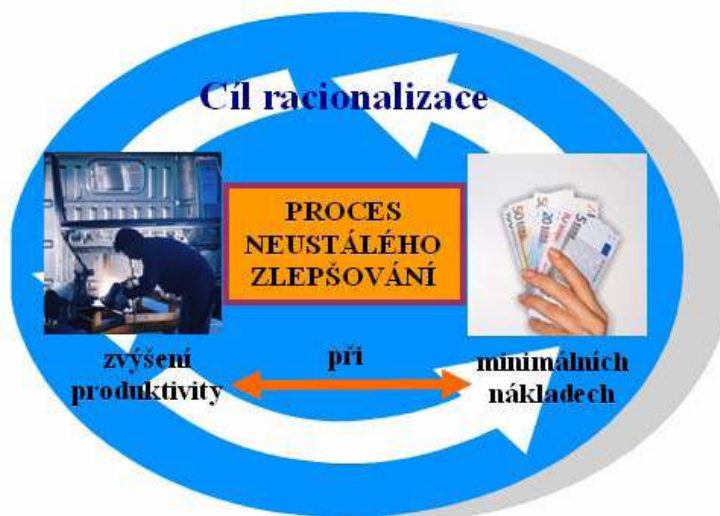 Cíl racionalizace
PROCES
NEUSTÁLÉHO
ZLEPŠOVÁNÍ
zvýšení
produktivity
při
minimálních
nákladech